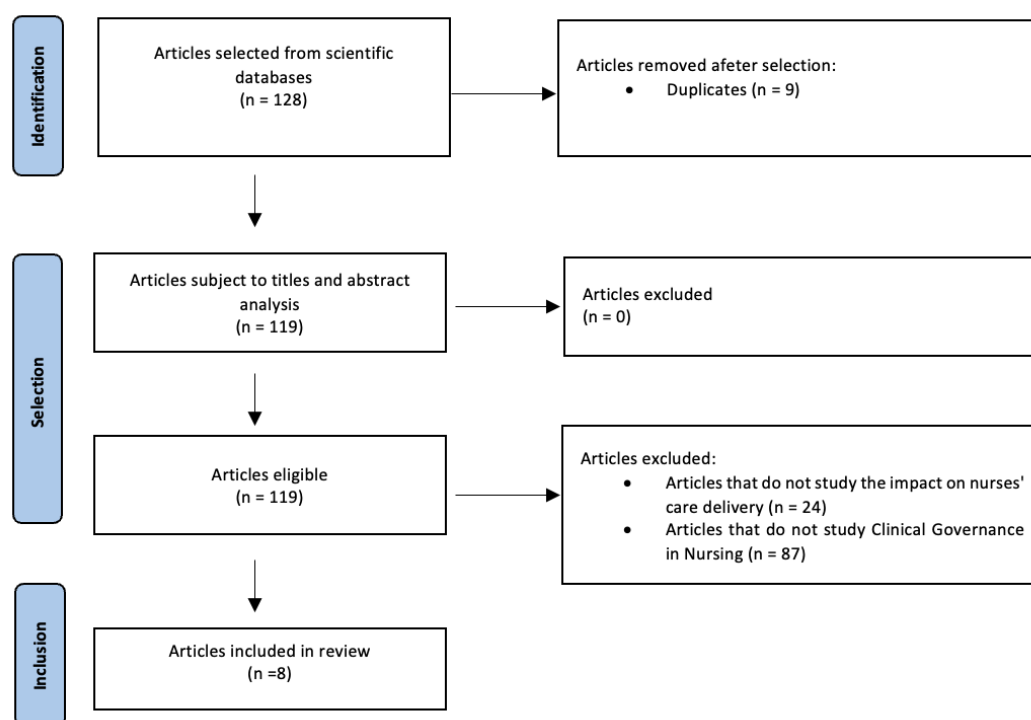 Identification
Articles selected from scientific
databases
(n = 128)
Articles removed afeter selection:
• Duplicates (n = 9)
Selection
Articles subject to titles and abstract
analysis
(n = 119)
Articles excluded
(n = 0)
Articles eligible
(n = 119)
Articles excluded:
• Articles that do not study the impact on nurses'
care delivery (n = 24)
• Articles that do not study Clinical Governance
in Nursing (n = 87)
Inclusion
Articles included in review
(n =8)